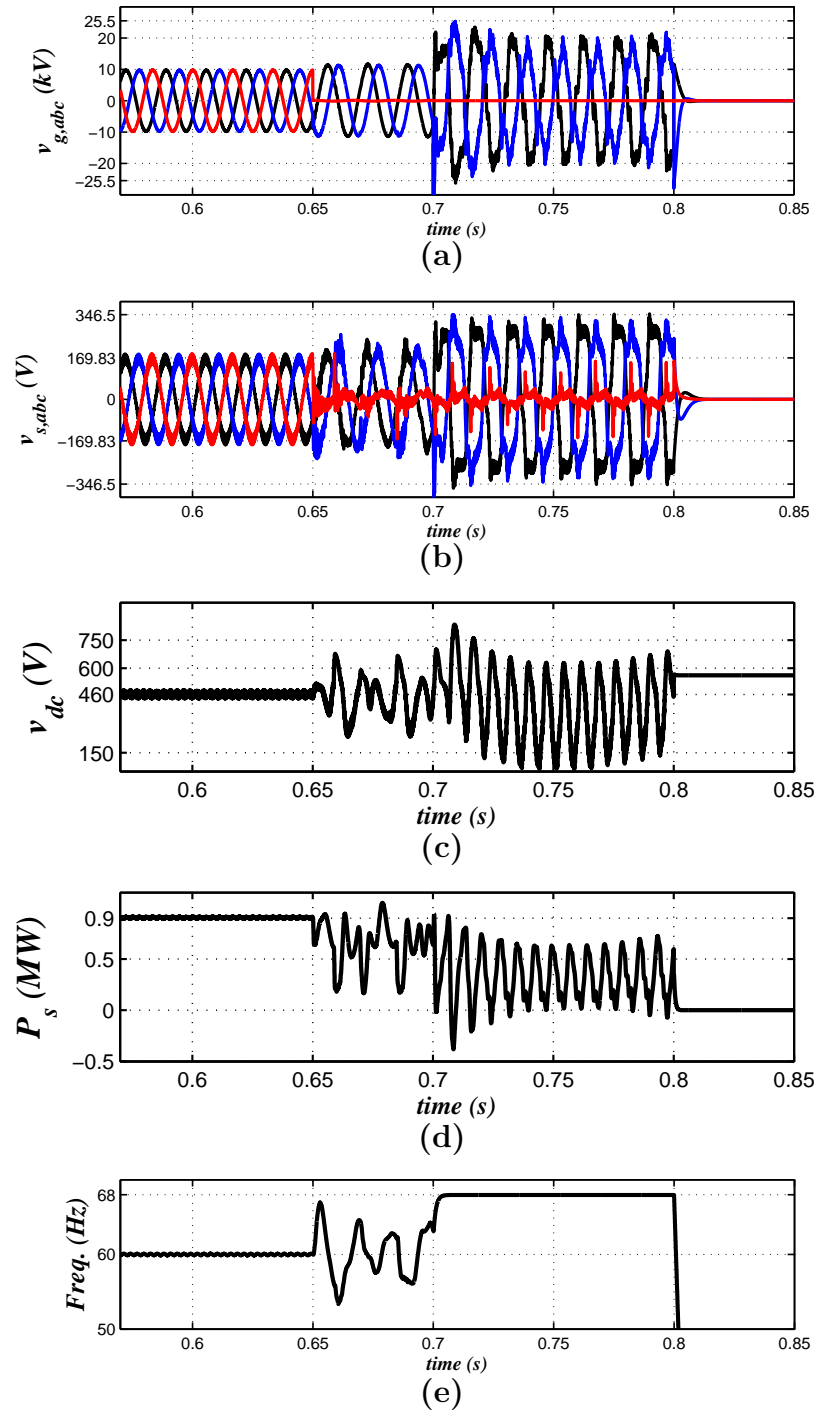 v_g,abc (kV)
25.5
20
10
0
−10
−20
−25.5
0.6 0.65 0.7 0.75 0.8 0.85
time (s)
(a)
v_s,abc (V)
346.5
169.83
0
−169.83
−346.5
0.6 0.65 0.7 0.75 0.8 0.85
time (s)
(b)
v_dc (V)
750
600
460
150
0.6 0.65 0.7 0.75 0.8 0.85
time (s)
(c)
P_s (MW)
0.9
0.5
0
−0.5
0.6 0.65 0.7 0.75 0.8 0.85
time (s)
(d)
Freq. (Hz)
68
60
50
0.6 0.65 0.7 0.75 0.8 0.85
time (s)
(e)